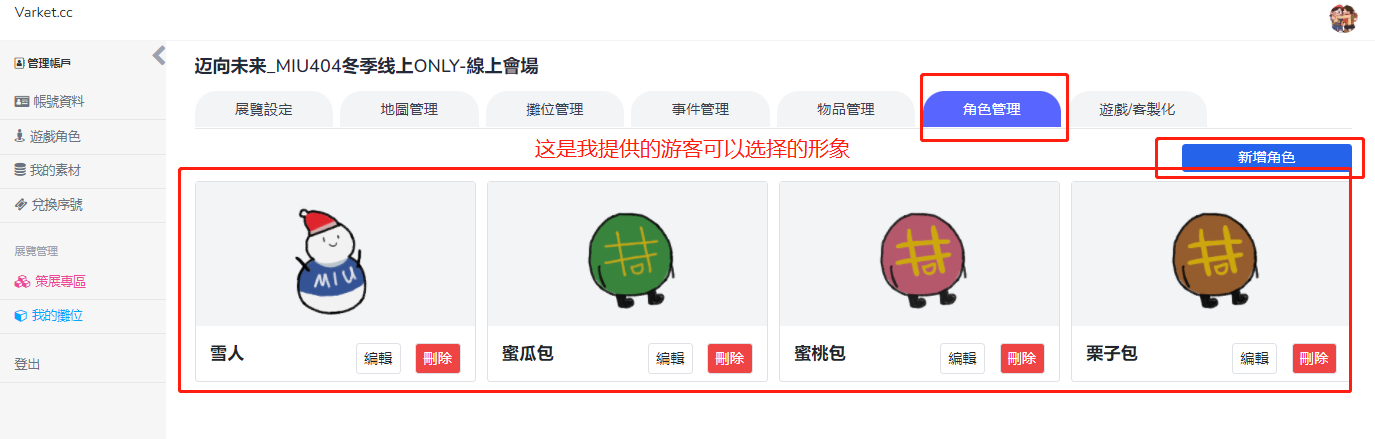 Varket.cc
管理帳戶
帳號資料
遊戲角色
我的素材
兌換序號
展覽管理
策展專區
我的攤位
登出
迈向未来_MIU404冬季线上ONLY-線上會場
展覽設定 地圖管理 攤位管理 事件管理 物品管理 角色管理 遊戲/客製化
这是我提供的游客可以选择的形象
新增角色
MIU
雪人 編輯 刪除 蜜瓜包 編輯 刪除 蜜桃包 編輯 刪除 栗子包 編輯 刪除